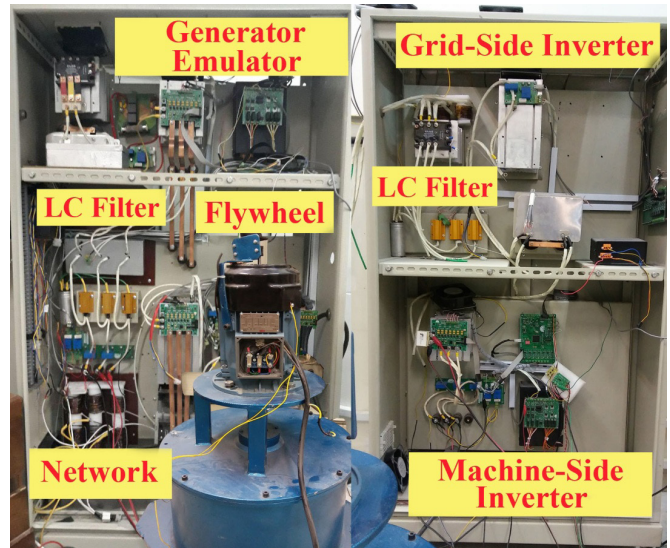 Generator
Emulator
LC Filter
Flywheel
Network
Grid-Side Inverter
LC Filter
Machine-Side
Inverter